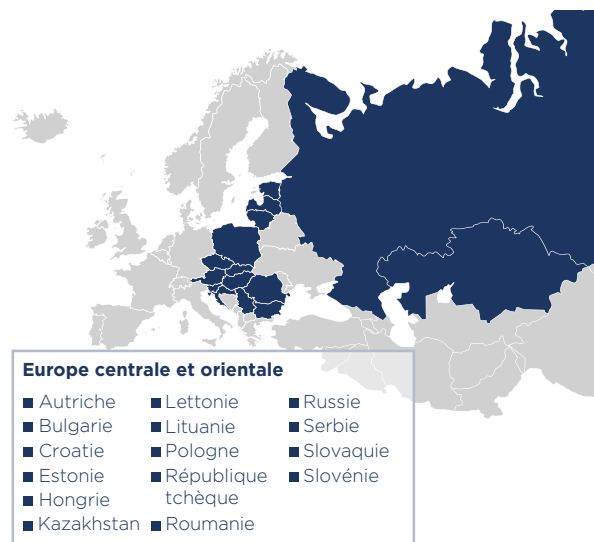 Europe centrale et orientale
Autriche
Bulgarie
Croatie
Estonie
Hongrie
Kazakhstan
Lettonie
Lituanie
Pologne
République
tchèque
Roumanie
Russie
Serbie
Slovaquie
Slovénie